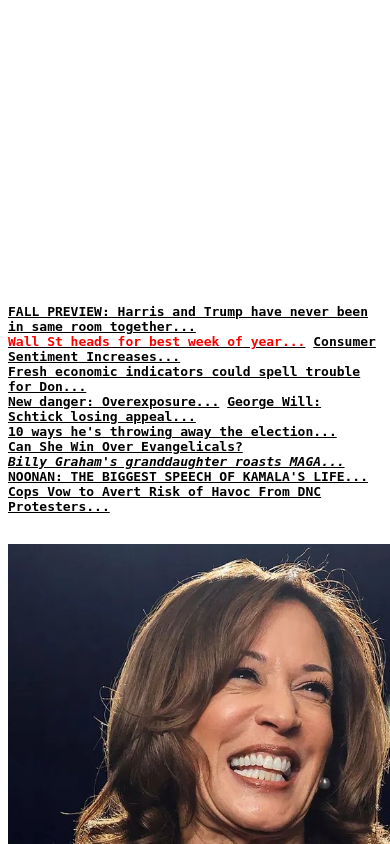 FALL PREVIEW: Harris and Trump have never been
in same room together...
Wall St heads for best week of year... Consumer
Sentiment Increases...
Fresh economic indicators could spell trouble
for Don...
New danger: Overexposure... George Will:
Schtick losing appeal...
10 ways he's throwing away the election...
Can She Win Over Evangelicals?
Billy Graham's granddaughter roasts MAGA...
NOONAN: THE BIGGEST SPEECH OF KAMALA'S LIFE...
Cops Vow to Avert Risk of Havoc From DNC
Protesters...